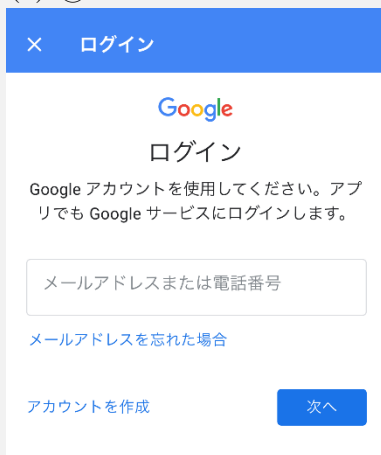 × ログイン
Google
ログイン
Google アカウントを使用してください。アプ
リでも Google サービスにログインします。
メールアドレスまたは電話番号
メールアドレスを忘れた場合
アカウントを作成 次へ